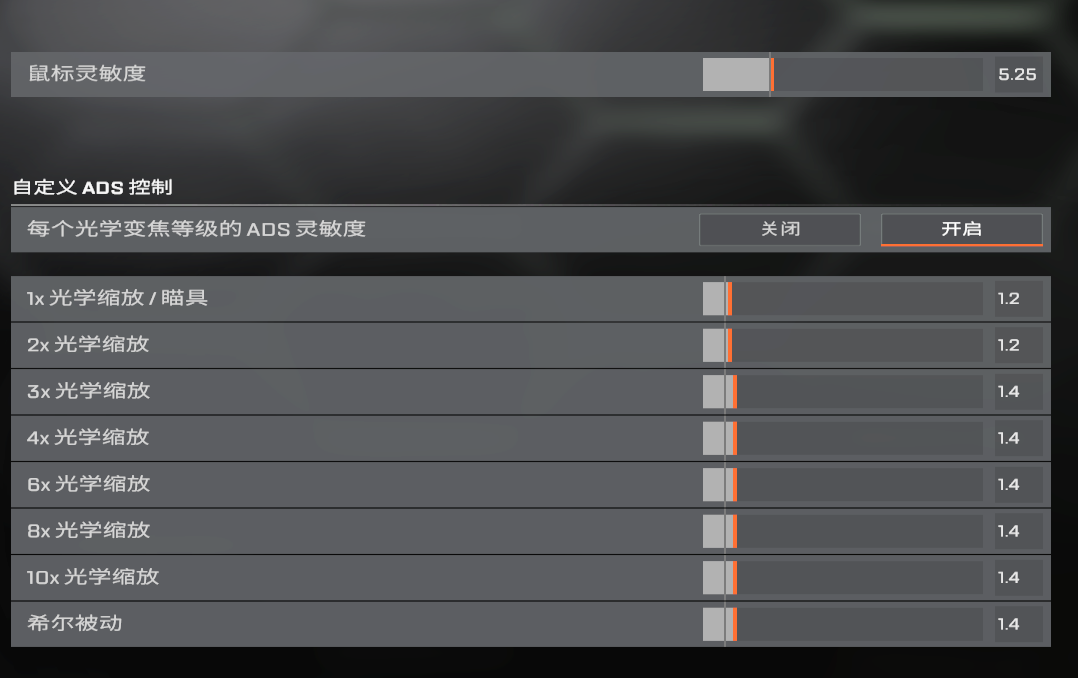 鼠标灵敏度 5.25
自定义 ADS 控制
每个光学变焦等级的 ADS 灵敏度 关闭 开启
1x 光学缩放 / 瞄具 1.2
2x 光学缩放 1.2
3x 光学缩放 1.4
4x 光学缩放 1.4
6x 光学缩放 1.4
8x 光学缩放 1.4
10x 光学缩放 1.4
希尔被动 1.4